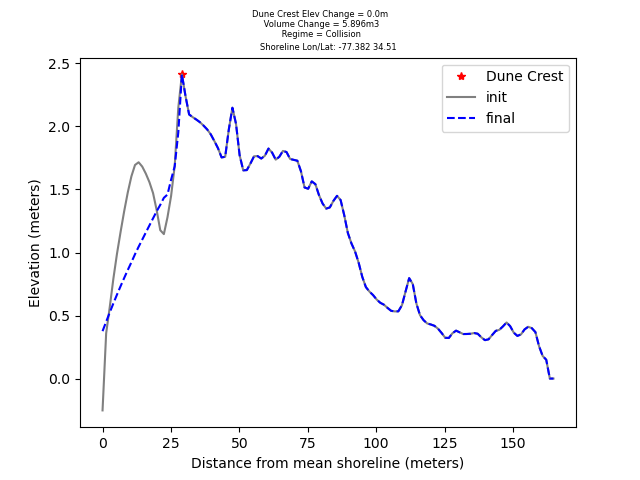 Dune Crest Elev Change = 0.0m
Volume Change = 5.896m3
Regime = Collision
Shoreline Lon/Lat: -77.382 34.51
2.5
2.0
1.5
1.0
0.5
0.0
Elevation (meters)
Dune Crest
init
final
0
25
50
75
100
125
150
Distance from mean shoreline (meters)